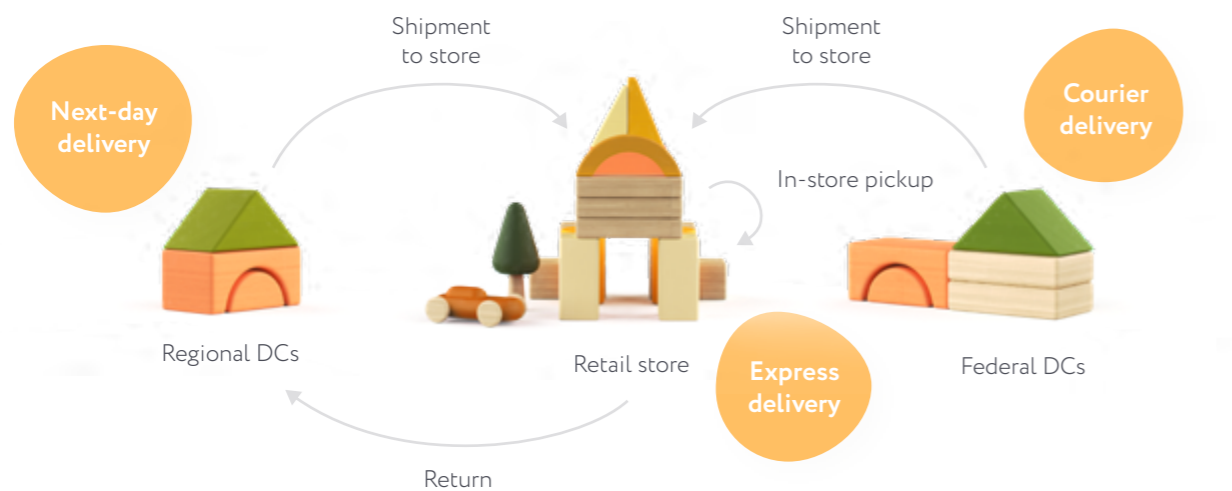 Shipment
to store
Shipment
to store
Next-day
delivery
Courier
delivery
In-store pickup
Regional DCs
Retail store
Express
delivery
Federal DCs
Return